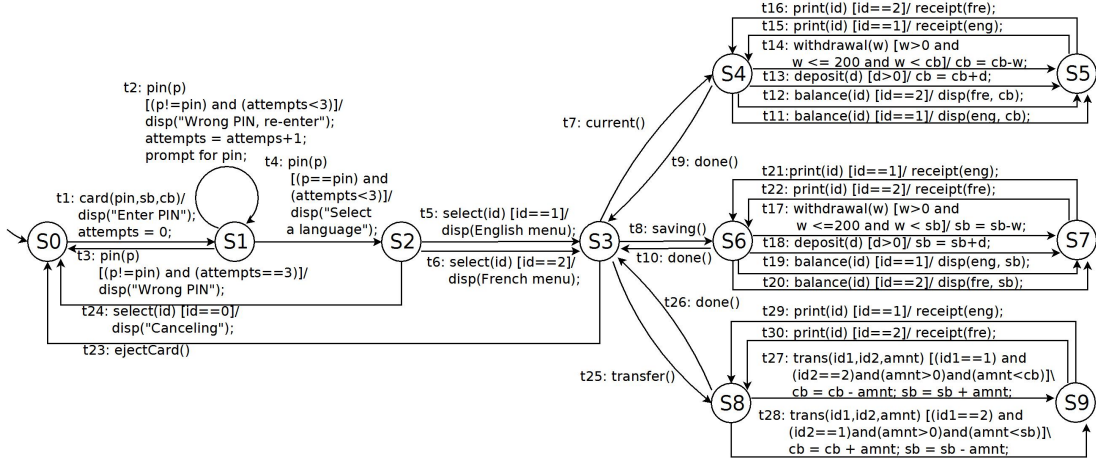 t16: print(id) [id==2]/ receipt(fre);
t15: print(id) [id==1]/ receipt(eng);
t14: withdrawal(w) [w>0 and
w <= 200 and w < cb]/ cb = cb-w;
S4
S5
t13: deposit(d) [d>0]/ cb = cb+d;
t12: balance(id) [id==2]/ disp(fre, cb);
t11: balance(id) [id==1]/ disp(eng, cb);
t2: pin(p)
[(p!=pin) and (attempts<3)]/
disp("Wrong PIN, re-enter");
attempts = attemps+1;
prompt for pin;
t7: current()
t9: done()
t4: pin(p)
[(p==pin) and
(attempts<3)]/
disp("Select
a language");
t1: card(pin,sb,cb)/
disp("Enter PIN");
attempts = 0;
S0
S1
S2
t3: pin(p)
[(p!=pin) and (attempts==3)]/
disp("Wrong PIN");
t5: select(id) [id==1]/
disp(English menu);
t6: select(id) [id==2]/
disp(French menu);
S3
t8: saving()
t10: done()
t21:print(id) [id==1]/ receipt(eng);
t22: print(id) [id==2]/ receipt(fre);
t17: withdrawal(w) [w>0 and
w <=200 and w < sb]/ sb = sb-w;
S6
S7
t18: deposit(d) [d>0]/ sb = sb+d;
t19: balance(id) [id==1]/ disp(eng, sb);
t20: balance(id) [id==2]/ disp(fre, sb);
t24: select(id) [id==0]/
disp("Canceling");
t23: ejectCard()
t26: done()
t25: transfer()
t29: print(id) [id==1]/ receipt(eng);
t30: print(id) [id==2]/ receipt(fre);
t27: trans(id1,id2,amnt) [(id1==1) and
(id2==2)and(amnt>0)and(amnt<cb)]\
cb = cb - amnt; sb = sb + amnt;
S8
S9
t28: trans(id1,id2,amnt) [(id1==2) and
(id2==1)and(amnt>0)and(amnt<sb)]\
cb = cb + amnt; sb = sb - amnt;